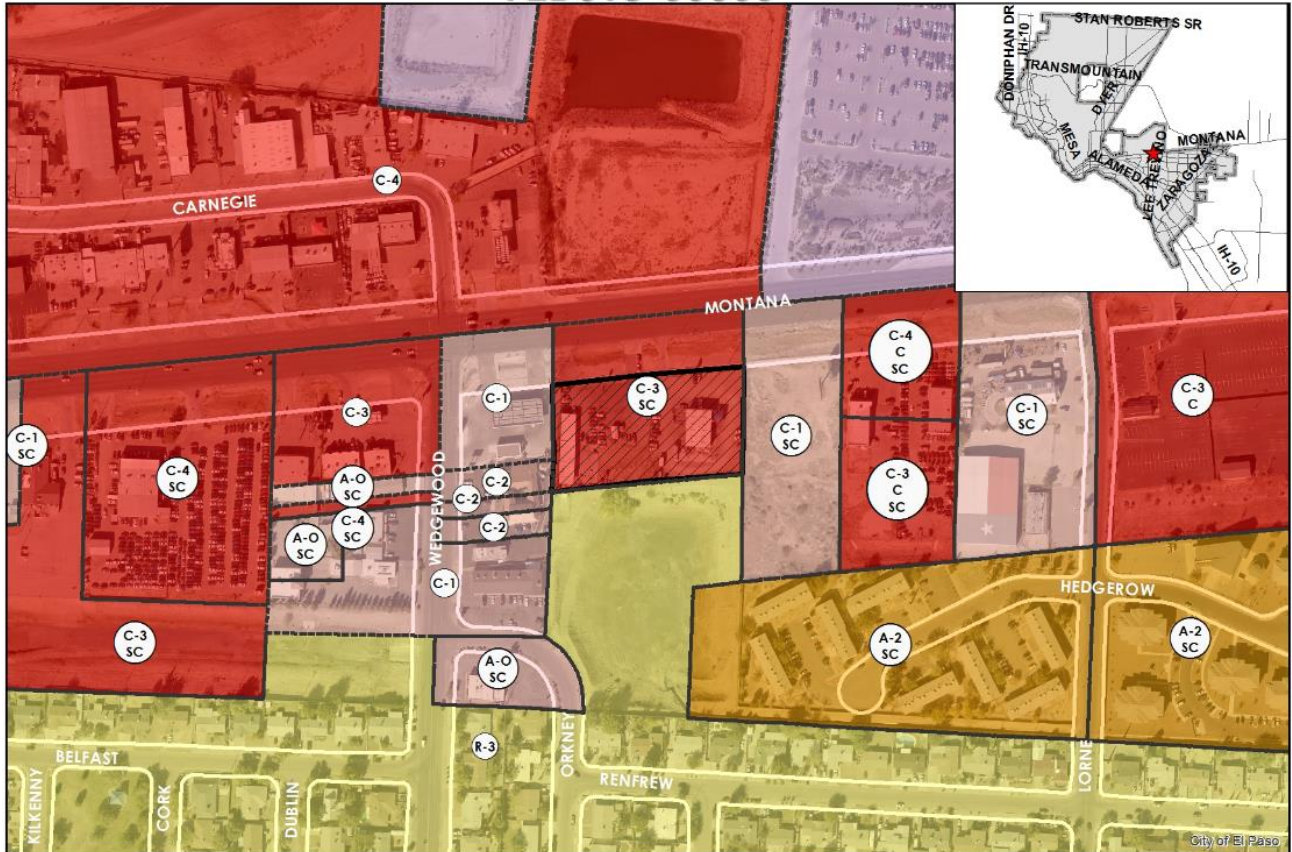 STAN ROBERTS SR
DONIPHAN DR
IH-10
TRANSMOUNTAIN
DYER
MESA
MONTANA
ALAMEDA
LEE TREVINO
ZARAGOZA
IH-10
C-4
CARNEGIE
MONTANA
C-4
C
SC
C-3
SC
C-1
C-3
C-1
SC
C-1
SC
C-3
C
C-1
SC
C-4
SC
A-O
SC
C-2
C-2
C-3
C
SC
C-4
SC
C-2
A-O
SC
WEDGEWOOD
C-1
HEDGEROW
C-3
SC
A-O
SC
A-2
SC
A-2
SC
R-3
ORKNEY
BELFAST
RENFREW
LORNE
KILKENNY
CORK
DUBLIN
City of El Paso